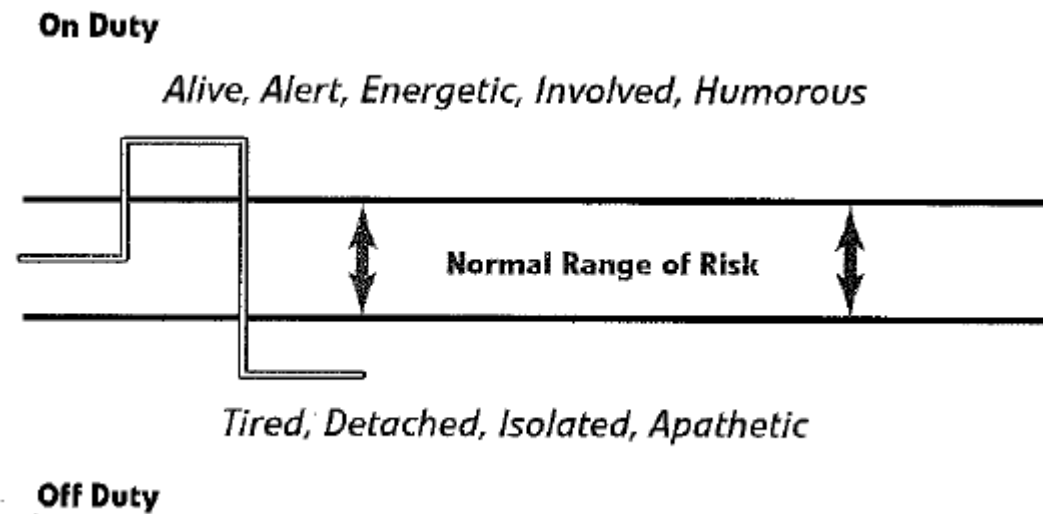 On Duty
Alive, Alert, Energetic, Involved, Humorous
Normal Range of Risk
Tired, Detached, Isolated, Apathetic
Off Duty